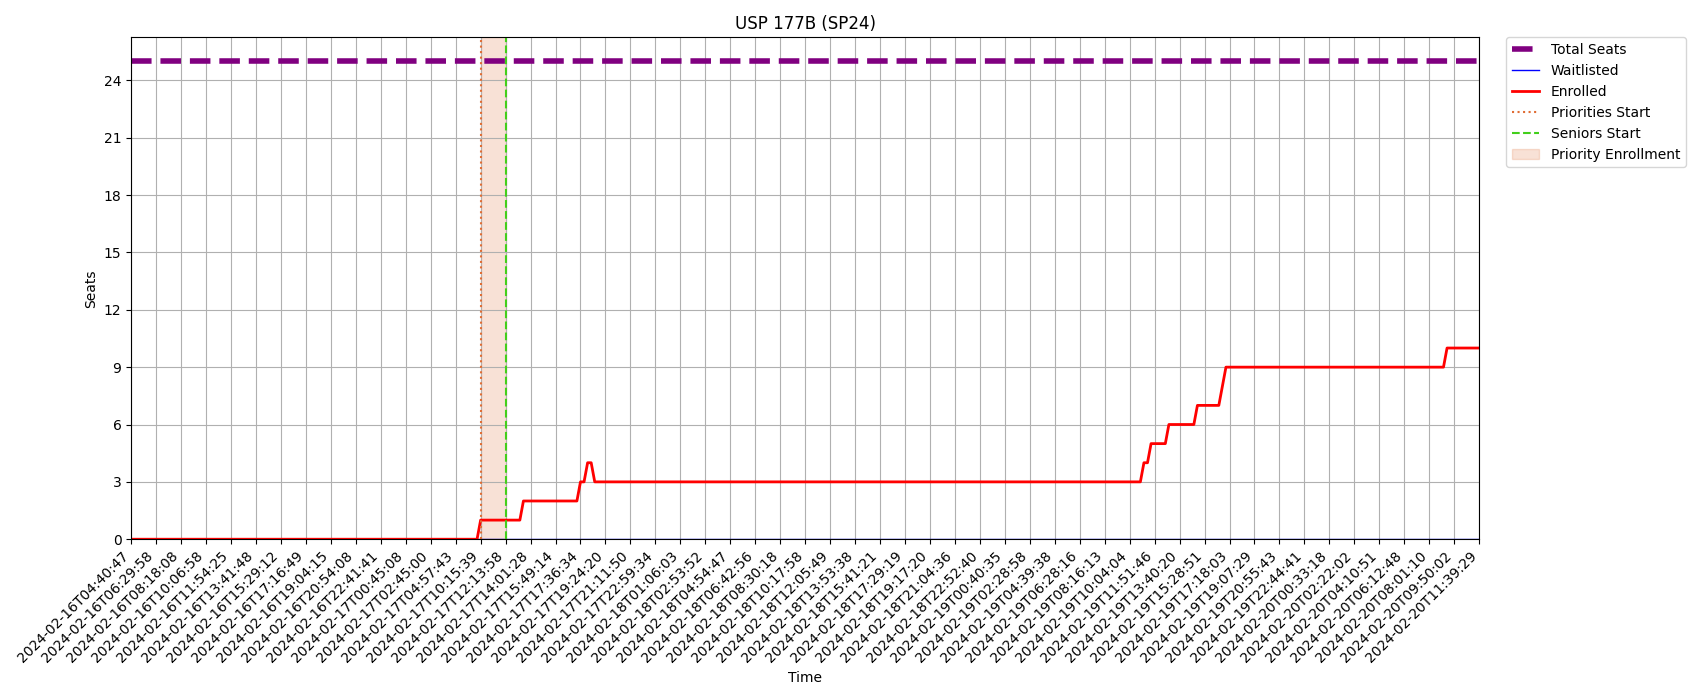 USP 177B (SP24)
Total Seats
Waitlisted
Enrolled
Priorities Start
Seniors Start
Priority Enrollment
Seats
24
21
18
15
12
9
6
3
0
2024-02-16T04:40:47
2024-02-16T06:29:58
2024-02-16T08:18:08
2024-02-16T10:06:58
2024-02-16T11:54:25
2024-02-16T13:41:48
2024-02-16T15:29:12
2024-02-16T17:16:49
2024-02-16T19:04:15
2024-02-16T20:54:08
2024-02-16T22:41:41
2024-02-17T00:45:08
2024-02-17T02:45:00
2024-02-17T04:57:43
2024-02-17T10:15:39
2024-02-17T12:13:58
2024-02-17T14:01:28
2024-02-17T15:49:14
2024-02-17T17:36:34
2024-02-17T19:24:20
2024-02-17T21:11:50
2024-02-17T22:59:34
2024-02-18T01:06:03
2024-02-18T02:53:52
2024-02-18T04:54:47
2024-02-18T06:42:56
2024-02-18T08:30:18
2024-02-18T10:17:58
2024-02-18T12:05:49
2024-02-18T13:53:38
2024-02-18T15:41:21
2024-02-18T17:29:19
2024-02-18T19:17:20
2024-02-18T21:04:36
2024-02-18T22:52:40
2024-02-19T00:40:35
2024-02-19T02:28:58
2024-02-19T04:39:38
2024-02-19T06:28:16
2024-02-19T08:16:13
2024-02-19T10:04:04
2024-02-19T11:51:46
2024-02-19T13:40:20
2024-02-19T15:28:51
2024-02-19T17:18:03
2024-02-19T19:07:29
2024-02-19T20:55:43
2024-02-19T22:44:41
2024-02-20T00:33:18
2024-02-20T02:22:02
2024-02-20T04:10:51
2024-02-20T06:12:48
2024-02-20T08:01:10
2024-02-20T09:50:02
2024-02-20T11:39:29
Time